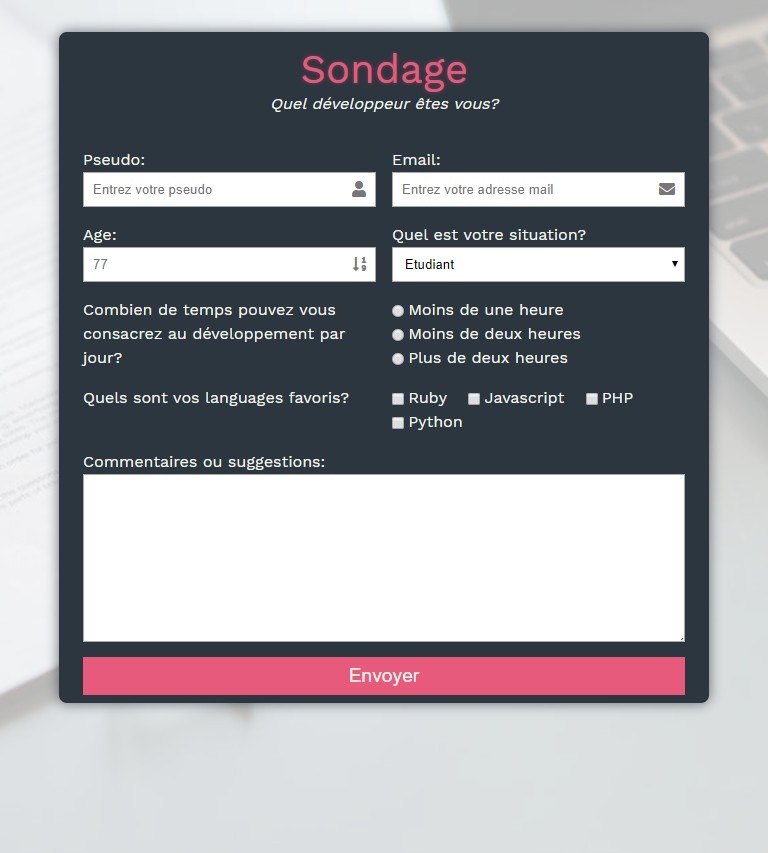 Sondage
Quel développeur êtes vous?
Pseudo: Email:
Entrez votre pseudo Entrez votre adresse mail
Age: Quel est votre situation?
77 Etudiant
Combien de temps pouvez vous
consacrez au développement par
jour?
Moins de une heure
Moins de deux heures
Plus de deux heures
Quels sont vos languages favoris?
Ruby Javascript PHP
Python
Commentaires ou suggestions:
Envoyer